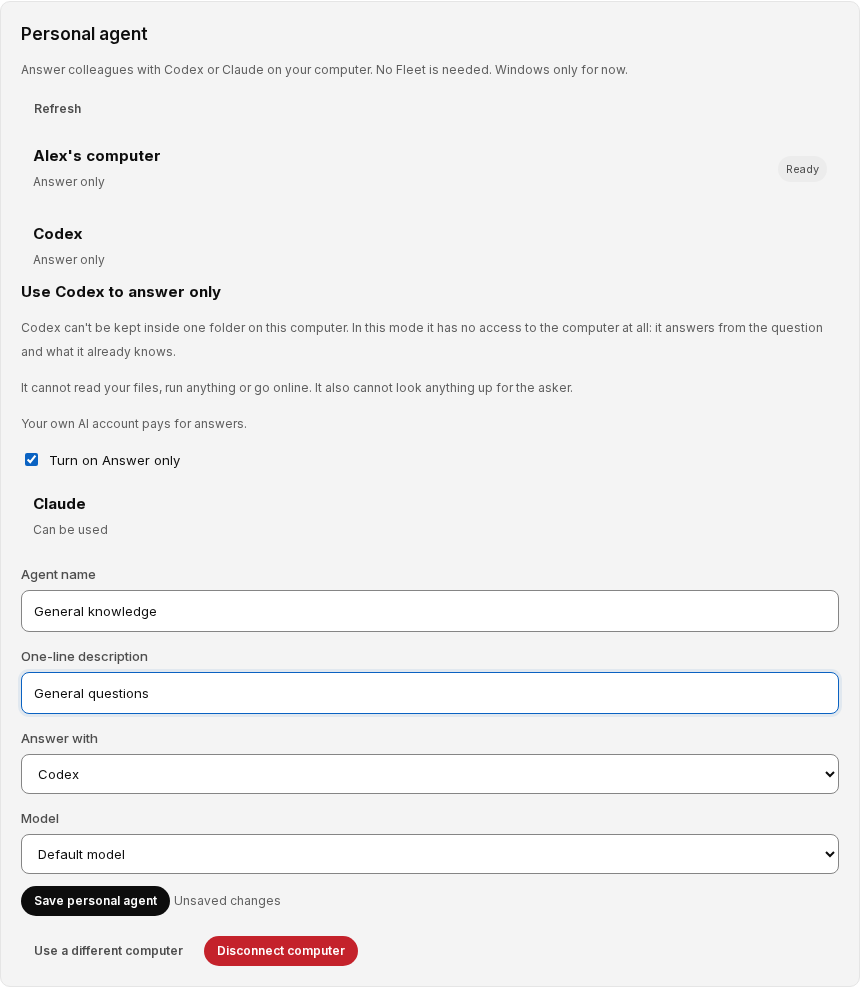 Personal agent
Answer colleagues with Codex or Claude on your computer. No Fleet is needed. Windows only for now.
Refresh
Alex's computer
Answer only
Ready
Codex
Answer only
Use Codex to answer only
Codex can't be kept inside one folder on this computer. In this mode it has no access to the computer at all: it answers from the question
and what it already knows.
It cannot read your files, run anything or go online. It also cannot look anything up for the asker.
Your own AI account pays for answers.
Turn on Answer only
Claude
Can be used
Agent name
General knowledge
One-line description
General questions
Answer with
Codex
Model
Default model
Save personal agent Unsaved changes
Use a different computer Disconnect computer